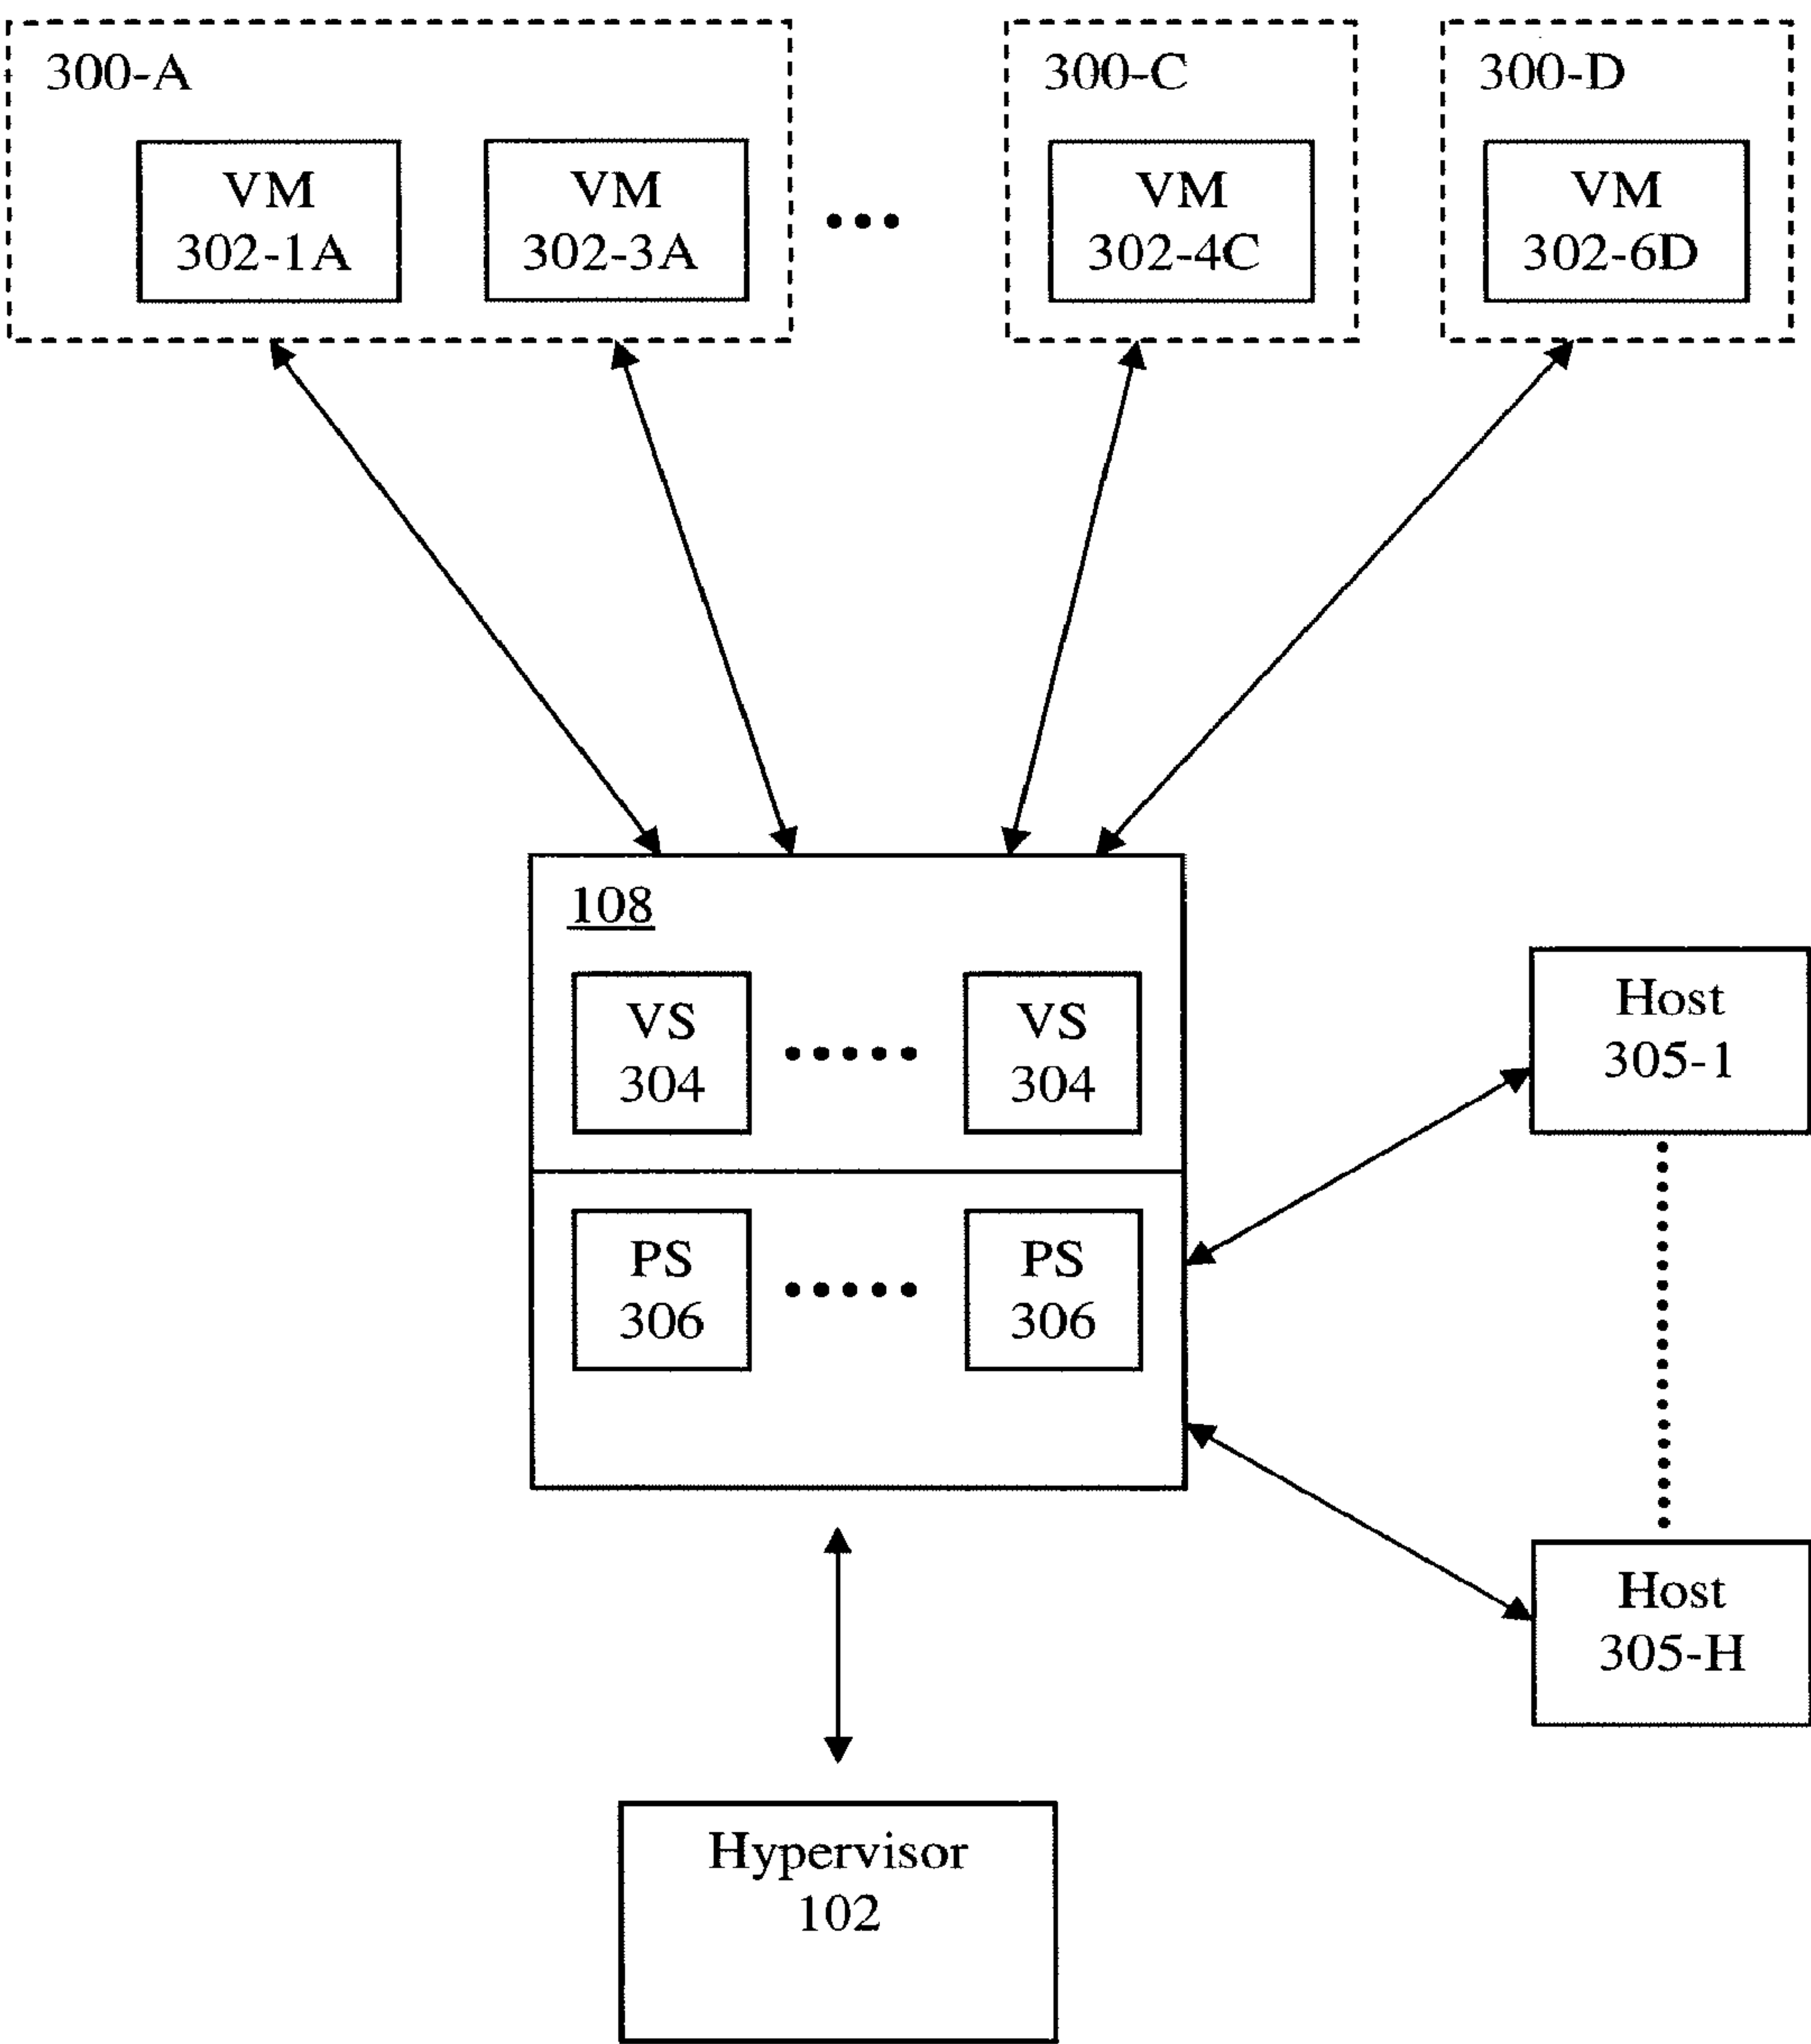 300-A
VM
302-1A
VM
302-3A
300-C
VM
302-4C
300-D
VM
302-6D
108
VS
304
VS
304
PS
306
PS
306
Host
305-1
Host
305-H
Hypervisor
102